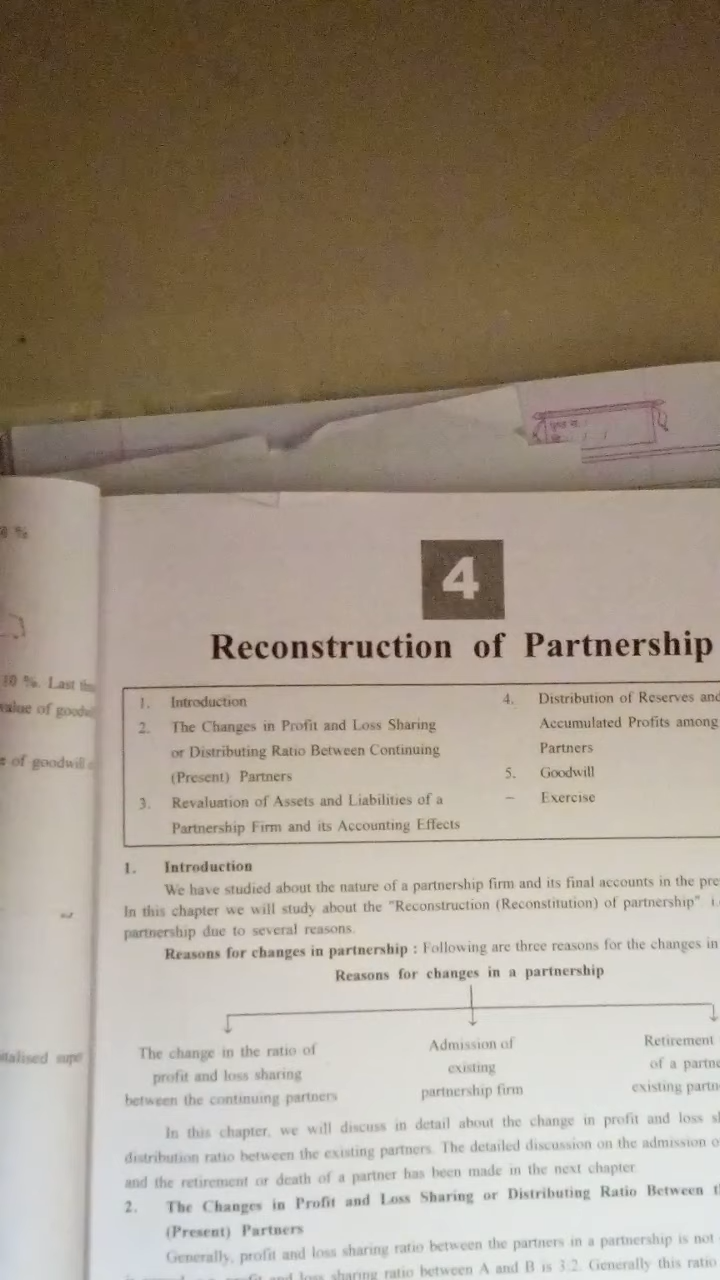 10 %. Last
value of
of goodwill
4
Reconstruction of Partnership
1. Introduction
2. The Changes in Profit and Loss Sharing
or Distributing Ratio Between Continuing
(Present) Partners
3. Revaluation of Assets and Liabilities of a
Partnership Firm and its Accounting Effects
4. Distribution of Reserves and
Accumulated Profits among
Partners
5. Goodwill
– Exercise
1. Introduction
We have studied about the nature of a partnership firm and its final accounts in the
In this chapter we will study about the "Reconstruction (Reconstitution) of partnership"
partnership due to several reasons.
Reasons for changes in partnership : Following are three reasons for the changes in
Reasons for changes in a partnership
The change in the ratio of
profit and loss sharing
between the continuing partners
Admission of
existing
partnership firm
Retirement
of a
existing
In this chapter, we will discuss in detail about the change in profit and loss
distribution ratio between the existing partners. The detailed discussion on the admission
and the retirement or death of a partner has been made in the next chapter.
2. The Changes in Profit and Loss Sharing or Distributing Ratio Between
(Present) Partners
Generally, profit and loss sharing ratio between the partners in a partnership is not
and loss sharing ratio between A and B is 3:2. Generally this ratio